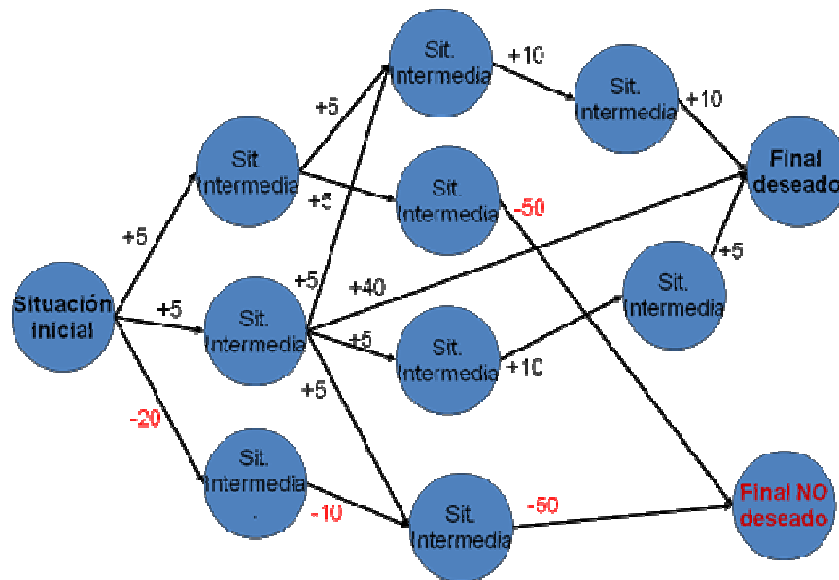 Sit.
Intermedia
+10
Sit.
Intermedia
+10
+5
Sit.
Intermedia
Final
deseado
+5
Sit.
Intermedia
-50
+5
+5
Situación
inicial
+5
Sit.
Intermedia
+5
+40
Sit.
Intermedia
+5
Sit.
Intermedia
+10
+5
-20
Sit.
Intermedia
.
-10
Sit.
Intermedia
-50
Final NO
deseado